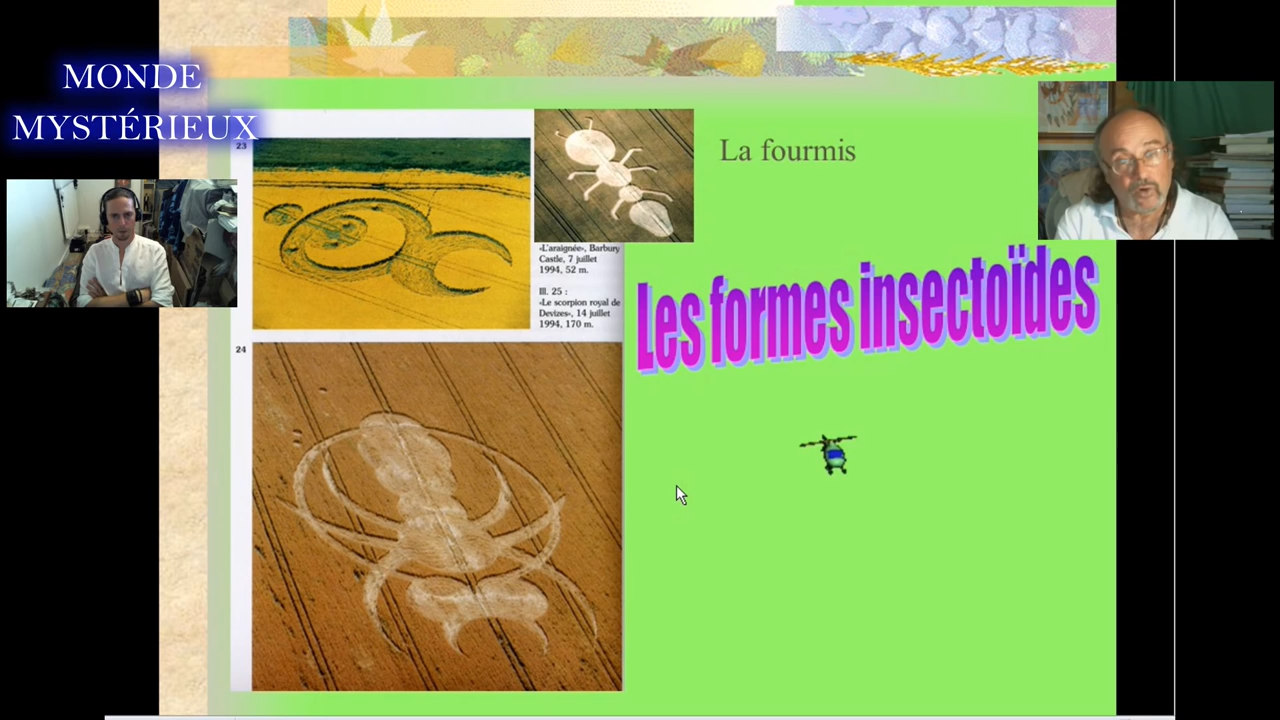 MONDE
MYSTÉRIEUX
23
La fourmis
«L'araignée», Barbury
Castle, 7 juillet
1994, 52 m.
Ill. 25 :
«Le scorpion royal de
Devizes», 14 juillet
1994, 170 m.
Les formes insectoïdes
24